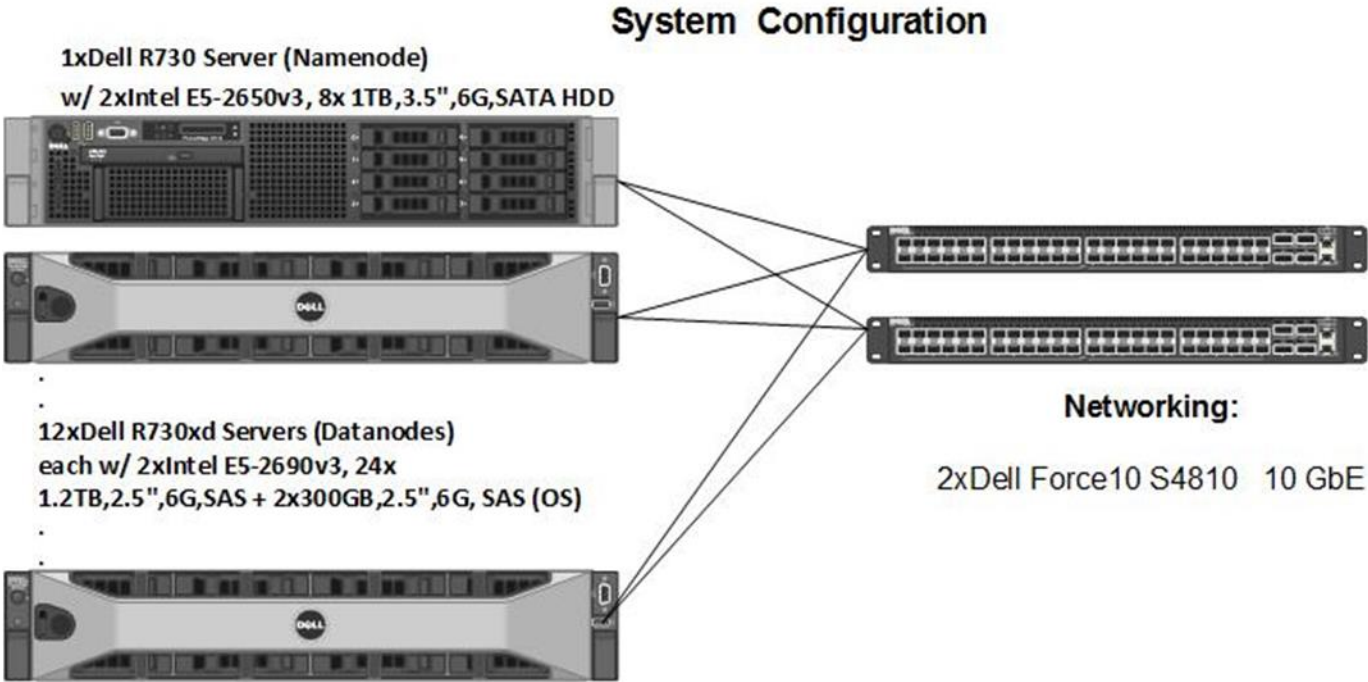 System Configuration
1xDell R730 Server (Namenode)
w/ 2xIntel E5-2650v3, 8x 1TB,3.5",6G,SATA HDD
DELL
.
.
12xDell R730xd Servers (Datanodes)
each w/ 2xIntel E5-2690v3, 24x
1.2TB,2.5",6G,SAS + 2x300GB,2.5",6G, SAS (OS)
.
.
DELL
Networking:
2xDell Force10 S4810 10 GbE